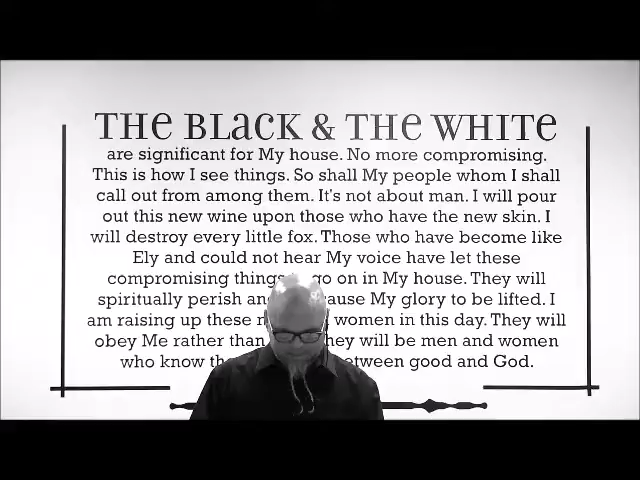 THE BLACK & THE WHITE
are significant for My house. No more compromising.
This is how I see things. So shall My people whom I shall
call out from among them. It's not about man. I will pour
out this new wine upon those who have the new skin. I
will destroy every little fox. Those who have become like
Ely and could not hear My voice have let these
compromising things go on in My house. They will
spiritually perish and cause My glory to be lifted. I
am raising up these women in this day. They will
obey Me rather than They will be men and women
who know between good and God.